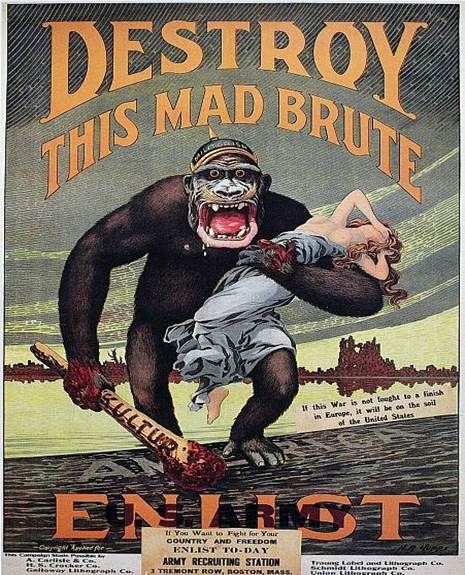 DESTROY
THIS MAD BRUTE
MILITARISM
KULTUR
If this War is not fought to a finish
in Europe, it will be on the soil
of the United States
AMERICA
ENLIST
U.S. ARMY
If You Want to Fight for Your
COUNTRY AND FREEDOM
ENLIST TO-DAY
ARMY RECRUITING STATION
3 TREMONT ROW, BOSTON, MASS.
Copyright Applied for
This Campaign Made Possible by
A. Carlisle & Co.
H. S. Crocker Co.
Galloway Lithograph Co.
Traung Label and Lithograph Co.
Schmidt Lithograph Co.
Union Lithograph Co.